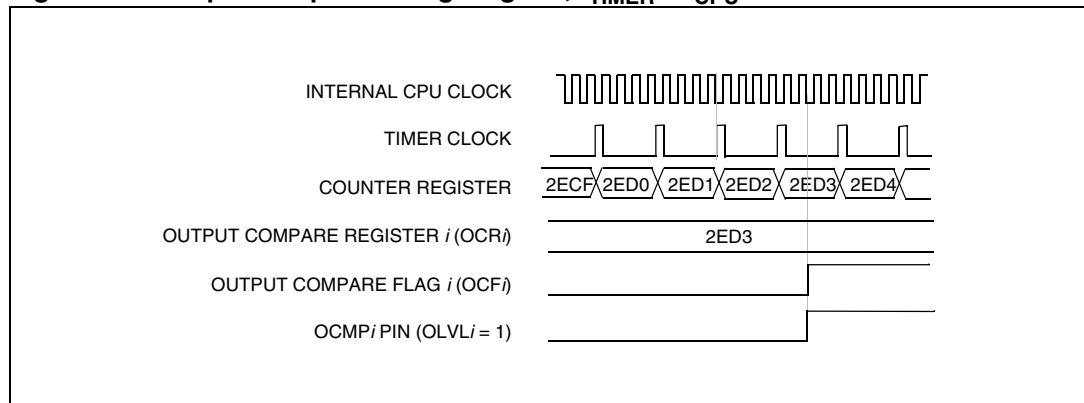 INTERNAL CPU CLOCK
TIMER CLOCK
COUNTER REGISTER 2ECF 2ED0 2ED1 2ED2 2ED3 2ED4
OUTPUT COMPARE REGISTER i (OCRi) 2ED3
OUTPUT COMPARE FLAG i (OCFi)
OCMPi PIN (OLVLi = 1)